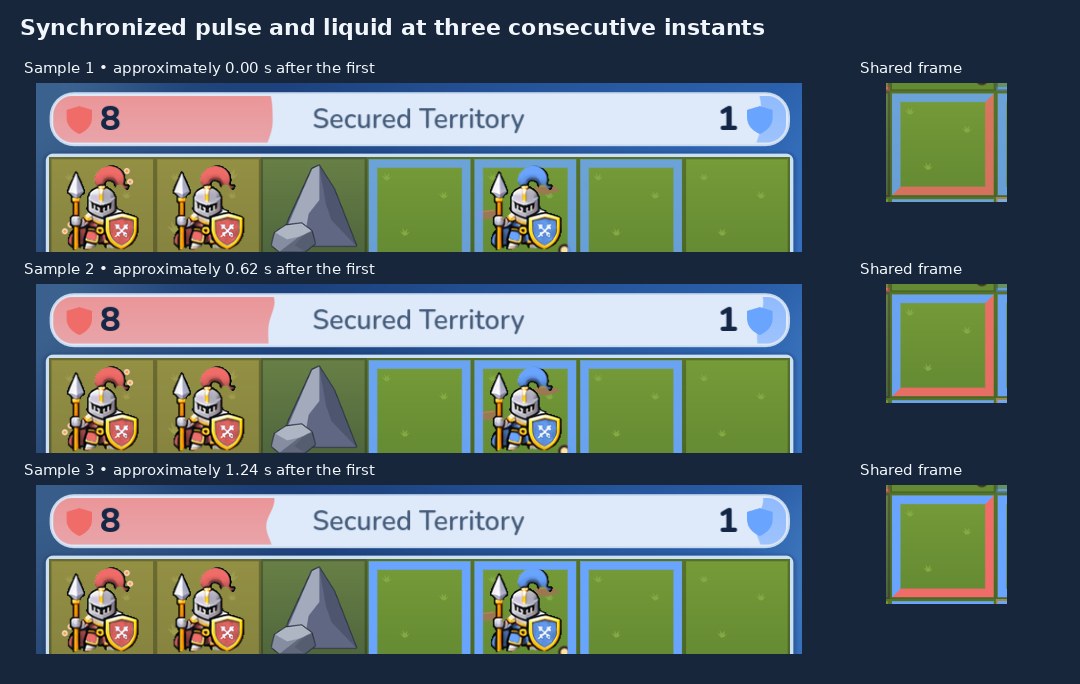 Synchronized pulse and liquid at three consecutive instants
Sample 1 • approximately 0.00 s after the first
Shared frame
8 Secured Territory 1
Sample 2 • approximately 0.62 s after the first
Shared frame
8 Secured Territory 1
Sample 3 • approximately 1.24 s after the first
Shared frame
8 Secured Territory 1